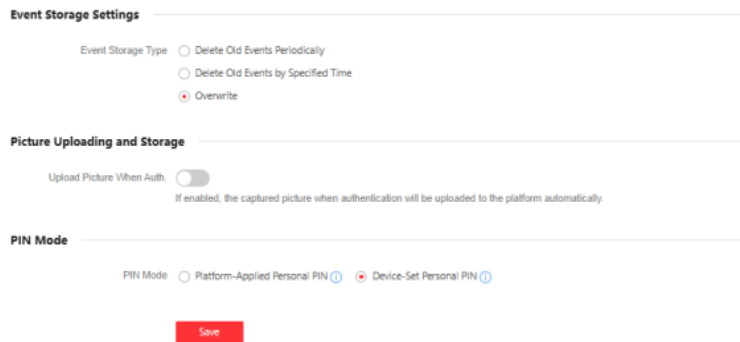 Event Storage Settings
Event Storage Type Delete Old Events Periodically
Delete Old Events by Specified Time
Overwrite
Picture Uploading and Storage
Upload Picture When Auth.
If enabled, the captured picture when authentication will be uploaded to the platform automatically.
PIN Mode
PIN Mode Platform-Applied Personal PIN Device-Set Personal PIN
Save